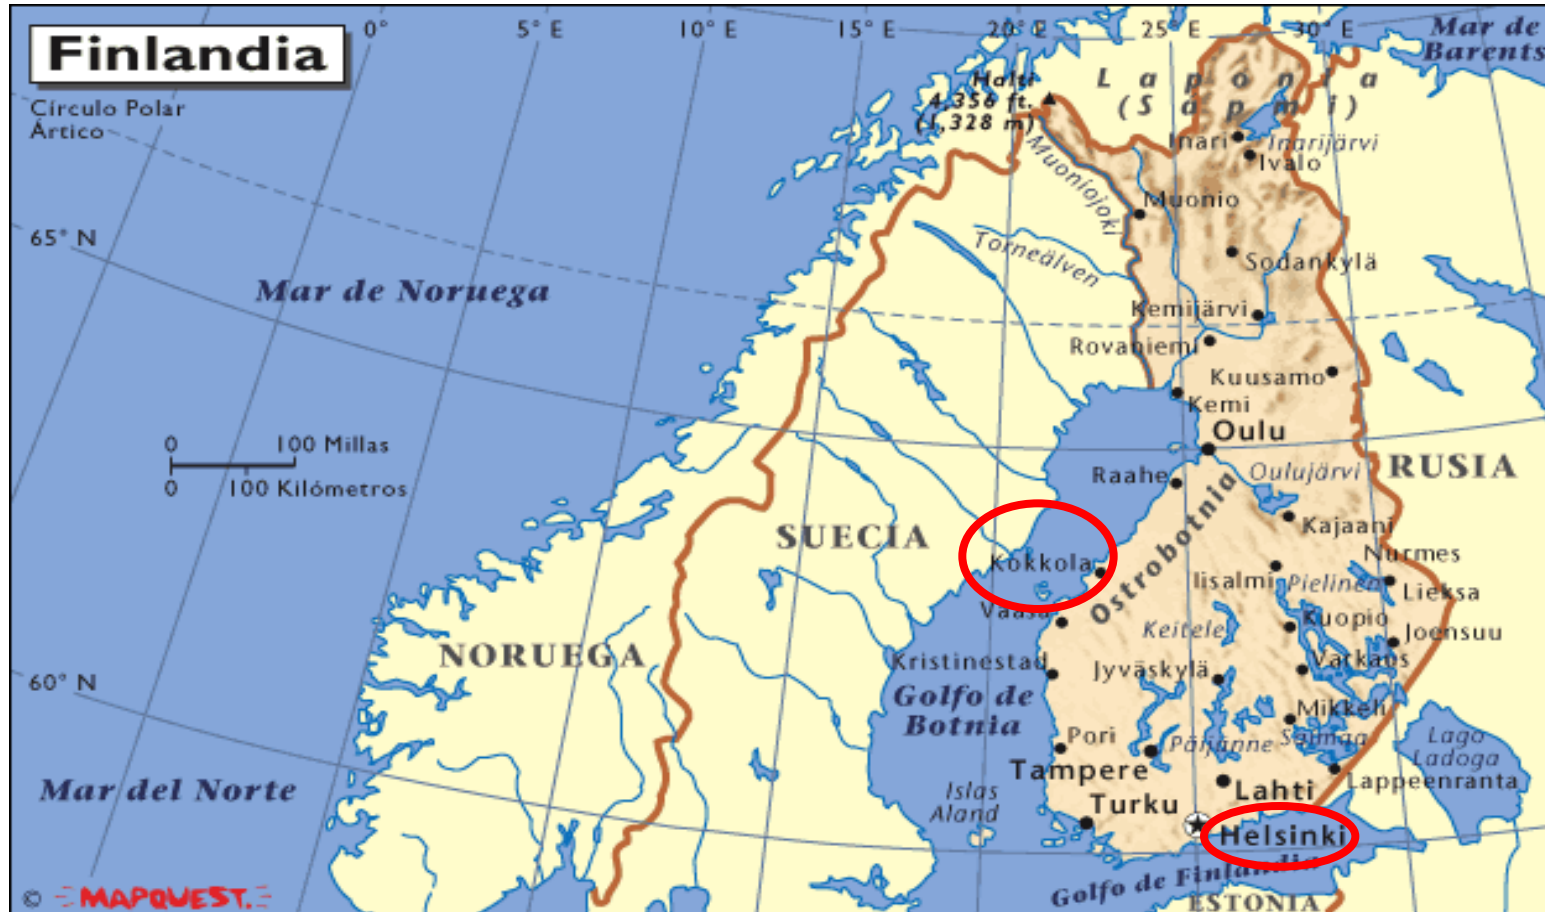 Finlandia
0°
5° E
10° E
15° E
20° E
25° E
30° E
Mar de
Barents
Círculo Polar
Ártico
Halti
4,356 ft.
(1,328 m)
Laponia
(Sápmi)
Inari
Inarijärvi
Ivalo
Muoniojoki
Muonio
65° N
Torneälven
Sodankylä
Mar de Noruega
Kemijärvi
Rovaniemi
Kuusamo
Kemi
Oulu
0 100 Millas
0 100 Kilómetros
Raahe
Oulujärvi
RUSIA
Ostrobotnia
SUECIA
Kajaani
Kokkola
Nurmes
Iisalmi
Pielinen
Lieksa
Vaasa
Keitele
Kuopio
Joensuu
NORUEGA
Kristinestad
Jyväskylä
Varkaus
60° N
Golfo de
Botnia
Mikkeli
Pori
Päijänne
Saimaa
Lago
Ladoga
Tampere
Lappeenranta
Mar del Norte
Islas
Aland
Turku
Lahti
Helsinki
Golfo de Finlandia
© MAPQUEST.
ESTONIA